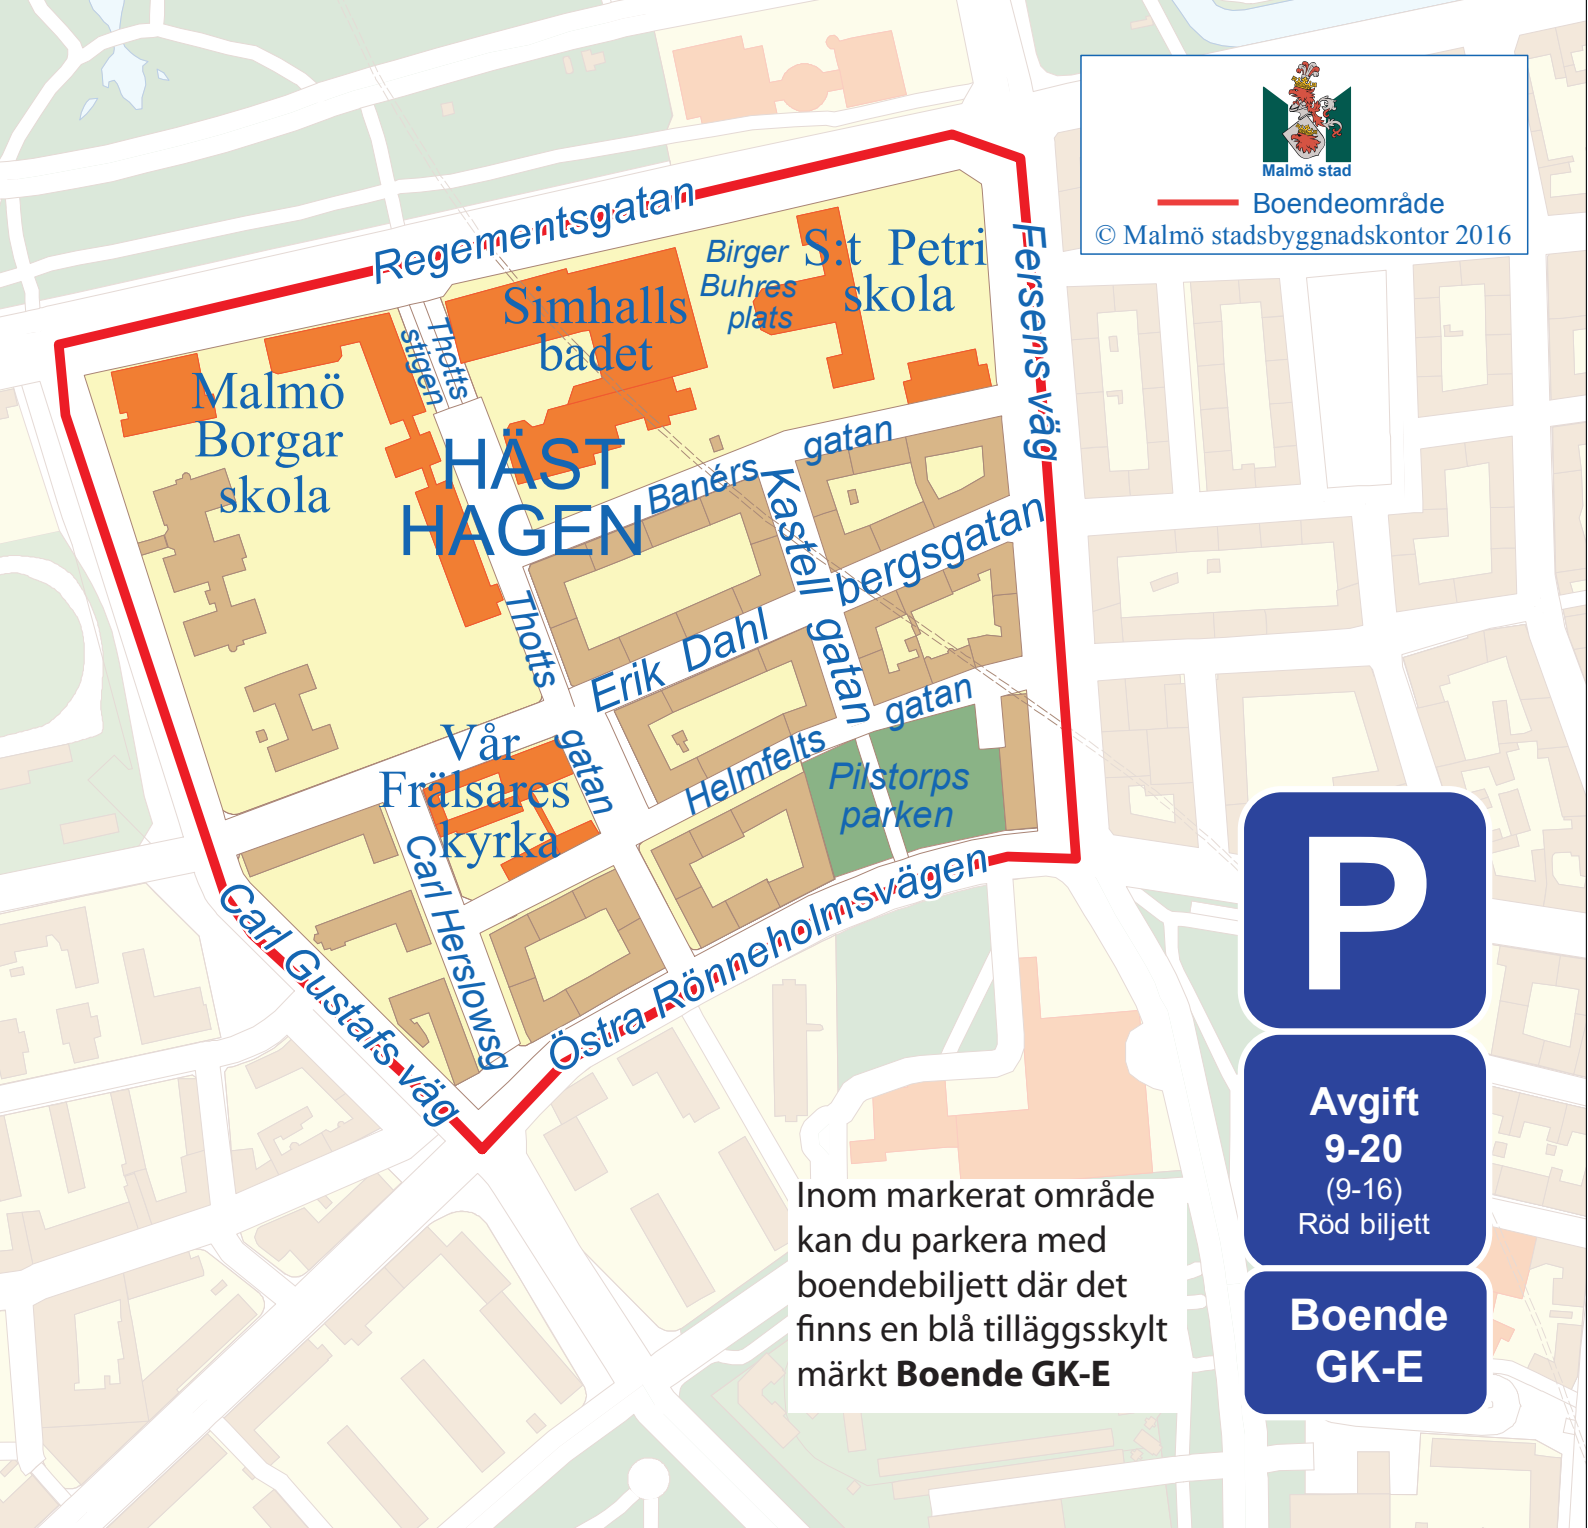 Malmö stad
Boendeområde
© Malmö stadsbyggnadskontor 2016
Regementsgatan
Fersens väg
Birger
Buhres
plats
S:t Petri
skola
Simhalls
badet
Thotts
stigen
Malmö
Borgar
skola
HÄST
HAGEN
Banérs gatan
Kastell gatan
Erik Dahl bergsgatan
Thotts gatan
Helmfelts gatan
Vår
Frälsares
kyrka
Pilstorps
parken
Carl Herslowsg
Carl Gustafs väg
Östra Rönneholmsvägen
P
Avgift
9-20
(9-16)
Röd biljett
Boende
GK-E
Inom markerat område
kan du parkera med
boendebiljett där det
finns en blå tilläggsskylt
märkt Boende GK-E